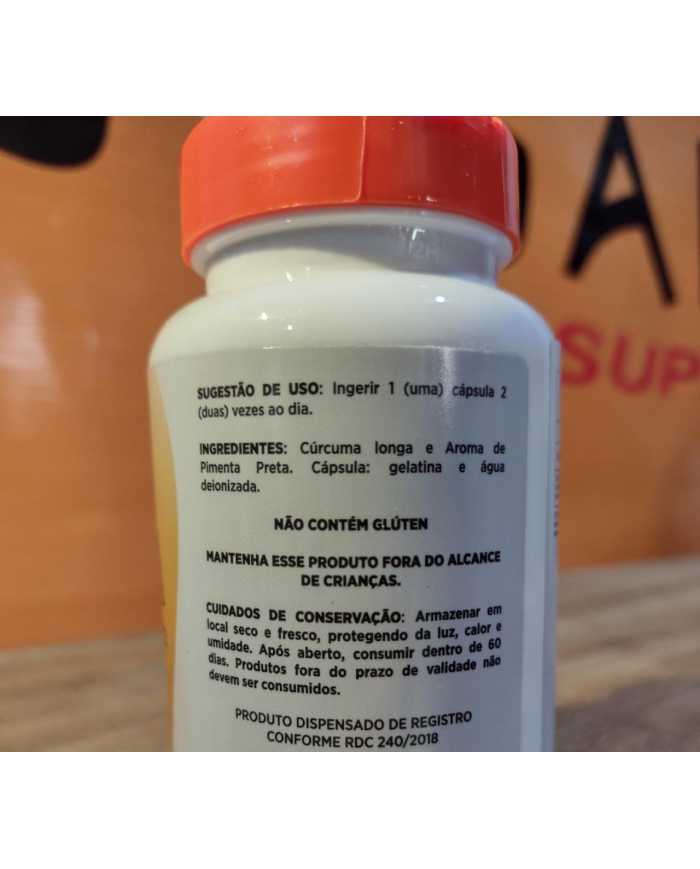 SUGESTÃO DE USO: Ingerir 1 (uma) cápsula 2
(duas) vezes ao dia.
INGREDIENTES: Cúrcuma longa e Aroma de
Pimenta Preta. Cápsula: gelatina e água
deionizada.
NÃO CONTÉM GLÚTEN
MANTENHA ESSE PRODUTO FORA DO ALCANCE
DE CRIANÇAS.
CUIDADOS DE CONSERVAÇÃO: Armazenar em
local seco e fresco, protegendo da luz, calor e
umidade. Após aberto, consumir dentro de 60
dias. Produtos fora do prazo de validade não
devem ser consumidos.
PRODUTO DISPENSADO DE REGISTRO
CONFORME RDC 240/2018
SUP